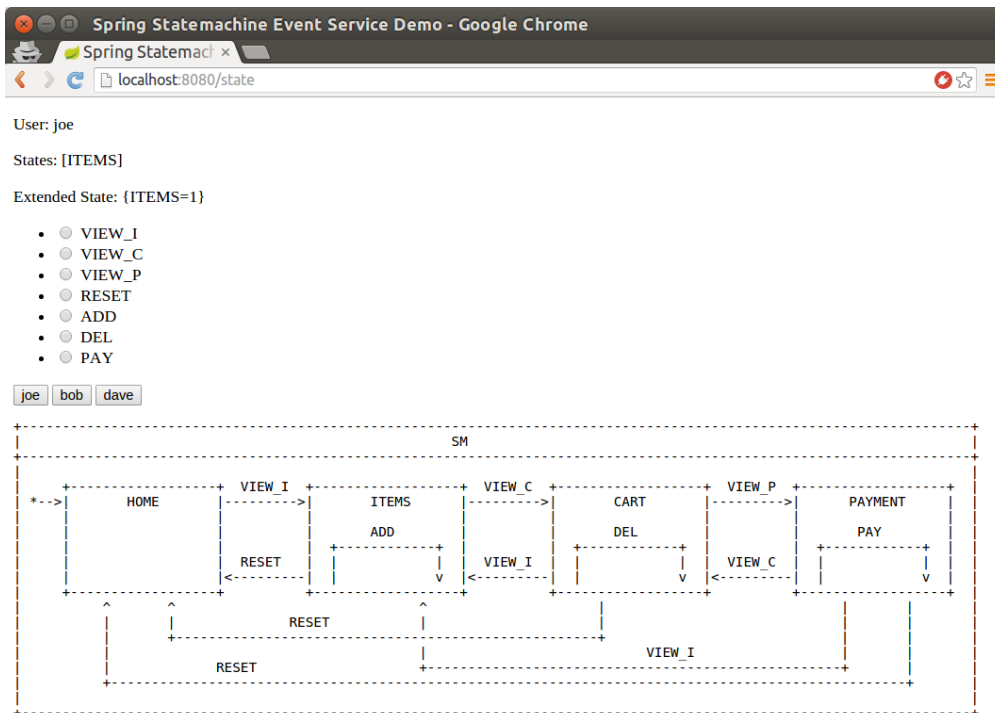 Spring Statemachine Event Service Demo - Google Chrome
Spring Statemach ×
localhost:8080/state
User: joe
States: [ITEMS]
Extended State: {ITEMS=1}
VIEW_I
VIEW_C
VIEW_P
RESET
ADD
DEL
PAY
joe bob dave
SM
VIEW_I VIEW_C VIEW_P
*-->| HOME |--------->| ITEMS |--------->| CART |--------->| PAYMENT |
ADD DEL PAY
RESET VIEW_I VIEW_C
|<---------| | v |<---------| | v |<---------| | v |
^ ^ ^ | | |
RESET
VIEW_I
RESET